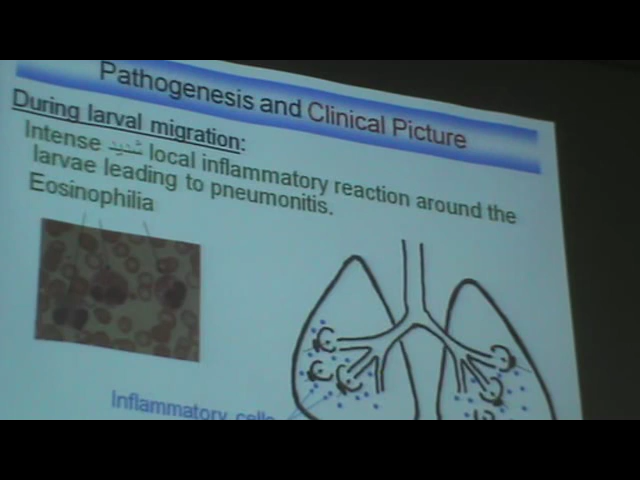 Pathogenesis and Clinical Picture
During larval migration:
Intense شديد local inflammatory reaction around the
larvae leading to pneumonitis.
Eosinophilia
Inflammatory cells